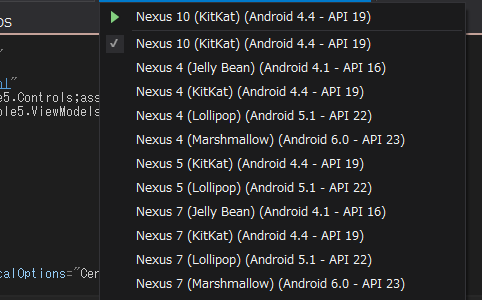 Nexus 10 (KitKat) (Android 4.4 - API 19)
os
Nexus 10 (KitKat) (Android 4.4 - API 19)
"
Nexus 4 (Jelly Bean) (Android 4.1 - API 16)
l"
e5.Controls;ass
Nexus 4 (KitKat) (Android 4.4 - API 19)
ple5.ViewModels
Nexus 4 (Lollipop) (Android 5.1 - API 22)
Nexus 4 (Marshmallow) (Android 6.0 - API 23)
Nexus 5 (KitKat) (Android 4.4 - API 19)
Nexus 5 (Lollipop) (Android 5.1 - API 22)
Nexus 7 (Jelly Bean) (Android 4.1 - API 16)
Nexus 7 (KitKat) (Android 4.4 - API 19)
Nexus 7 (Lollipop) (Android 5.1 - API 22)
calOptions="Cen
Nexus 7 (Marshmallow) (Android 6.0 - API 23)